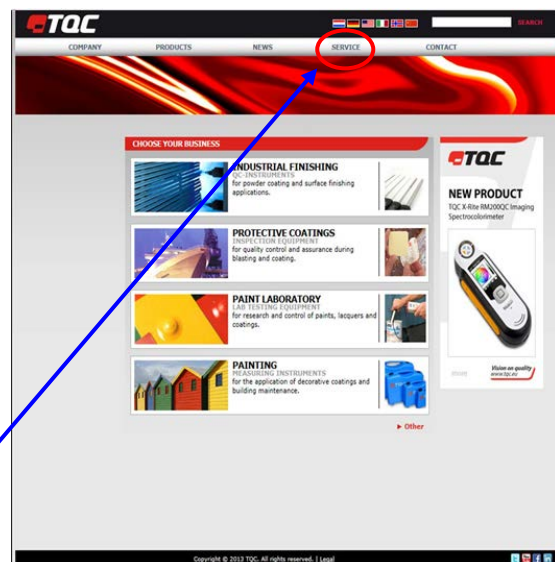 TQC
SEARCH
COMPANY PRODUCTS NEWS SERVICE CONTACT
CHOOSE YOUR BUSINESS
INDUSTRIAL FINISHING
QC-INSTRUMENTS
for powder coating and surface finishing
applications.
PROTECTIVE COATINGS
INSPECTION EQUIPMENT
for quality control and assurance during
blasting and coating.
PAINT LABORATORY
LAB TESTING EQUIPMENT
for research and control of paints, lacquers and
coatings.
PAINTING
MEASURING INSTRUMENTS
for the application of decorative coatings and
building maintenance.
Other
TQC
NEW PRODUCT
TQC X-Rite RM200QC Imaging
Spectrocolorimeter
Vision on quality
www.tqc.eu
Copyright © 2013 TQC. All rights reserved. | Legal